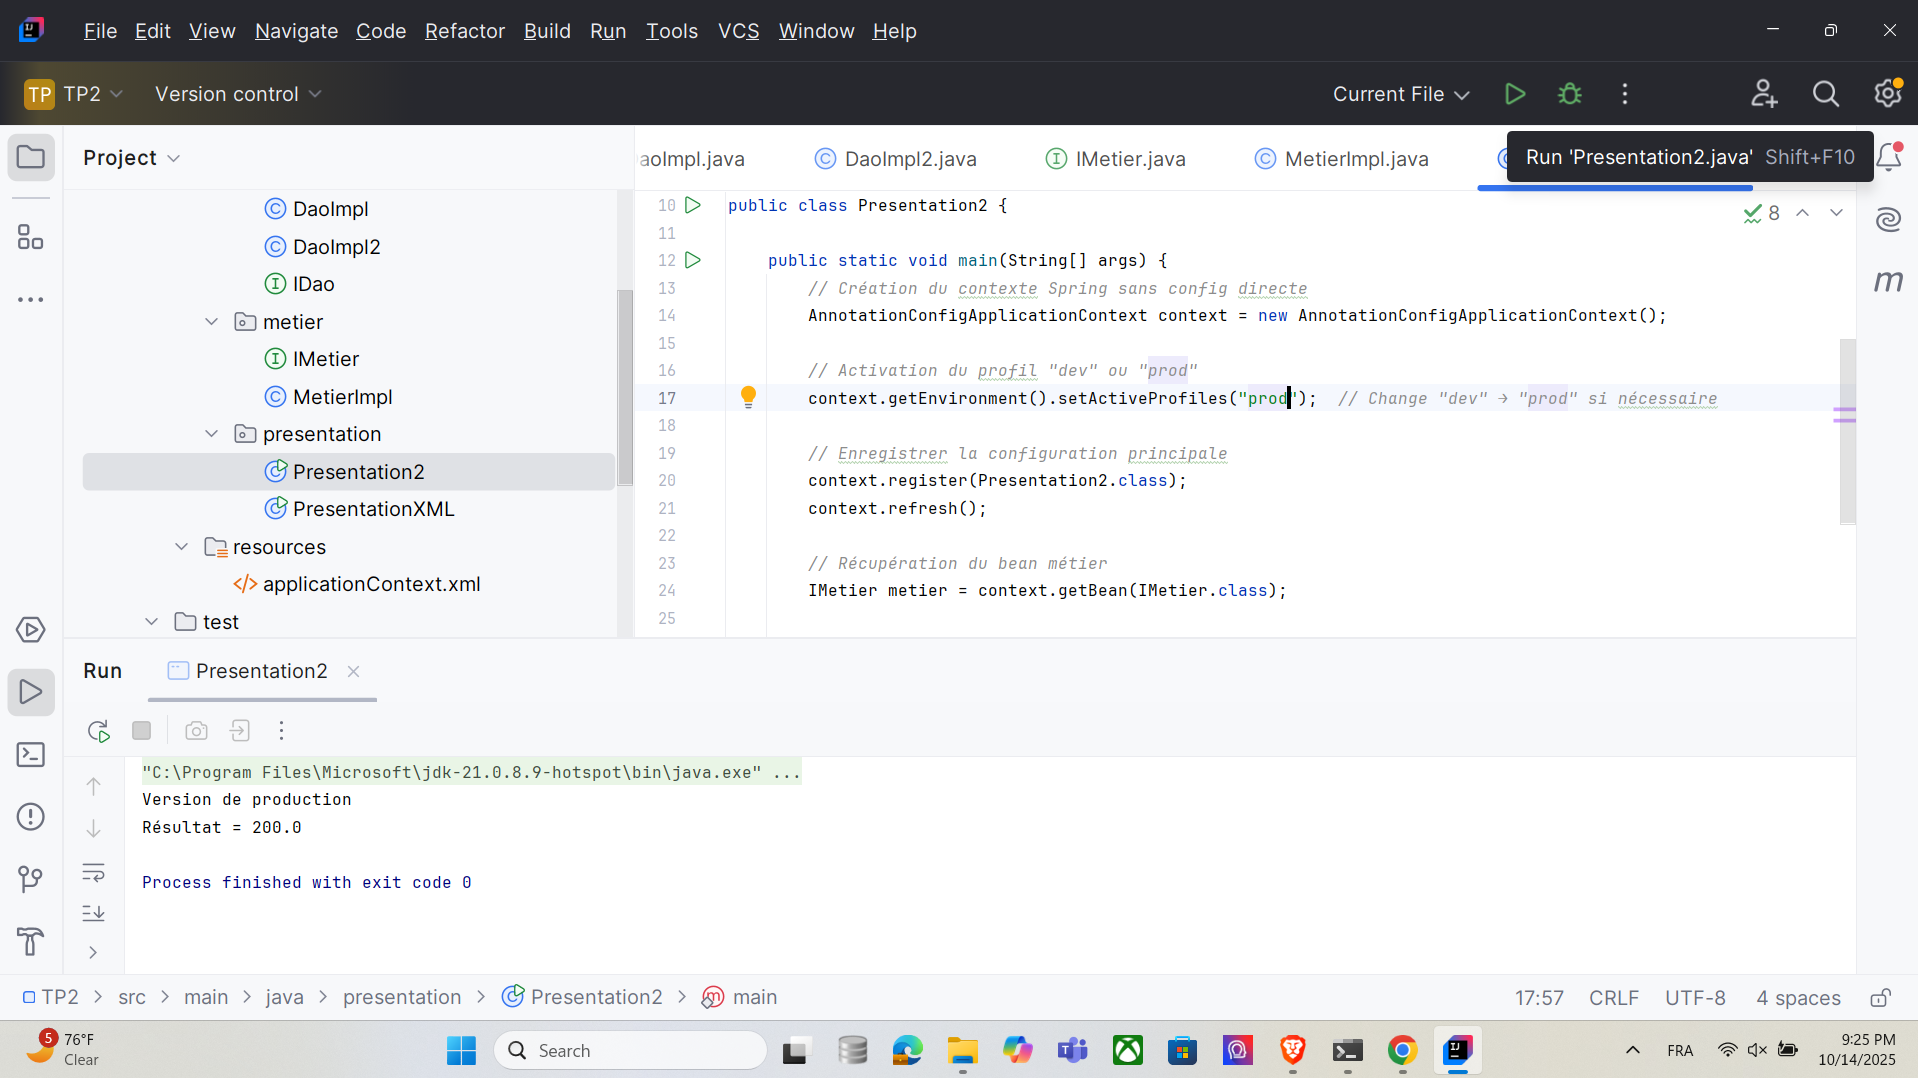 File Edit View Navigate Code Refactor Build Run Tools VCS Window Help
TP TP2 Version control Current File
Project
aoImpl.java DaoImpl2.java IMetier.java MetierImpl.java
Run 'Presentation2.java' Shift+F10
DaoImpl
DaoImpl2
IDao
metier
IMetier
MetierImpl
presentation
Presentation2
PresentationXML
resources
applicationContext.xml
test
8
10 public class Presentation2 {
11
12 public static void main(String[] args) {
13 // Création du contexte Spring sans config directe
14 AnnotationConfigApplicationContext context = new AnnotationConfigApplicationContext();
15
16 // Activation du profil "dev" ou "prod"
17 context.getEnvironment().setActiveProfiles("prod"); // Change "dev" → "prod" si nécessaire
18
19 // Enregistrer la configuration principale
20 context.register(Presentation2.class);
21 context.refresh();
22
23 // Récupération du bean métier
24 IMetier metier = context.getBean(IMetier.class);
25
Run Presentation2
"C:\Program Files\Microsoft\jdk-21.0.8.9-hotspot\bin\java.exe" ...
Version de production
Résultat = 200.0
Process finished with exit code 0
TP2 > src > main > java > presentation > Presentation2 > main
17:57 CRLF UTF-8 4 spaces
5 76°F
Clear
Search
FRA
9:25 PM
10/14/2025